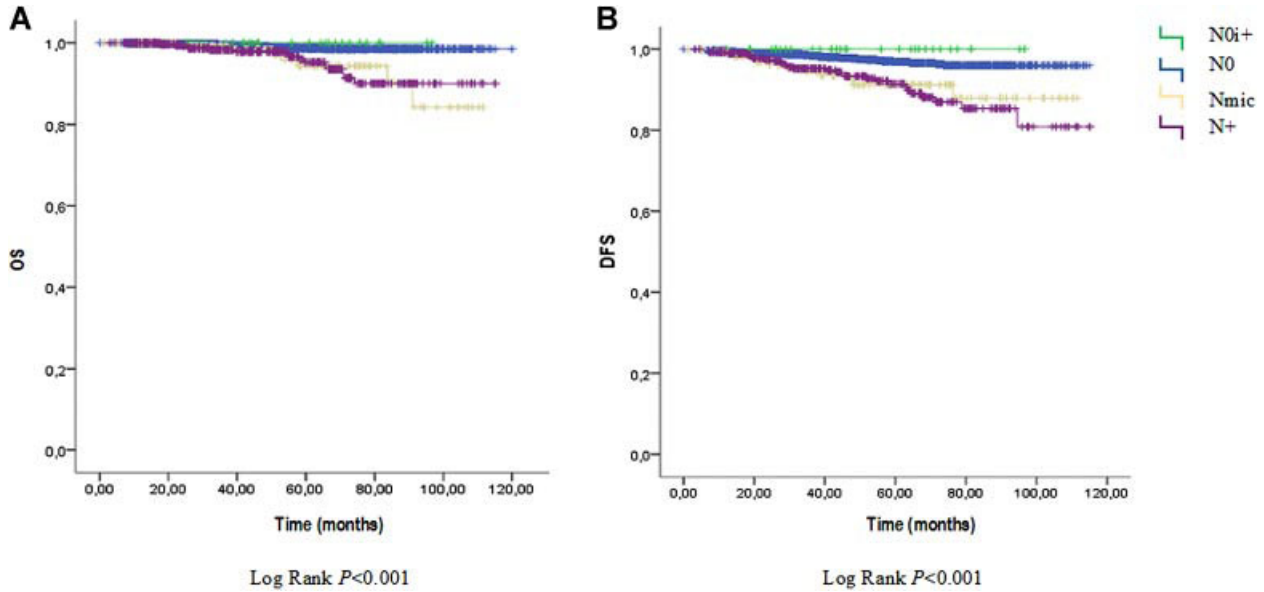 A
1,0
0,8
0,6
0,4
0,2
0,0
OS
0,00 20,00 40,00 60,00 80,00 100,00 120,00
Time (months)
Log Rank P<0.001
B
1,0
0,8
0,6
0,4
0,2
0,0
DFS
0,00 20,00 40,00 60,00 80,00 100,00 120,00
Time (months)
Log Rank P<0.001
N0i+
N0
Nmic
N+